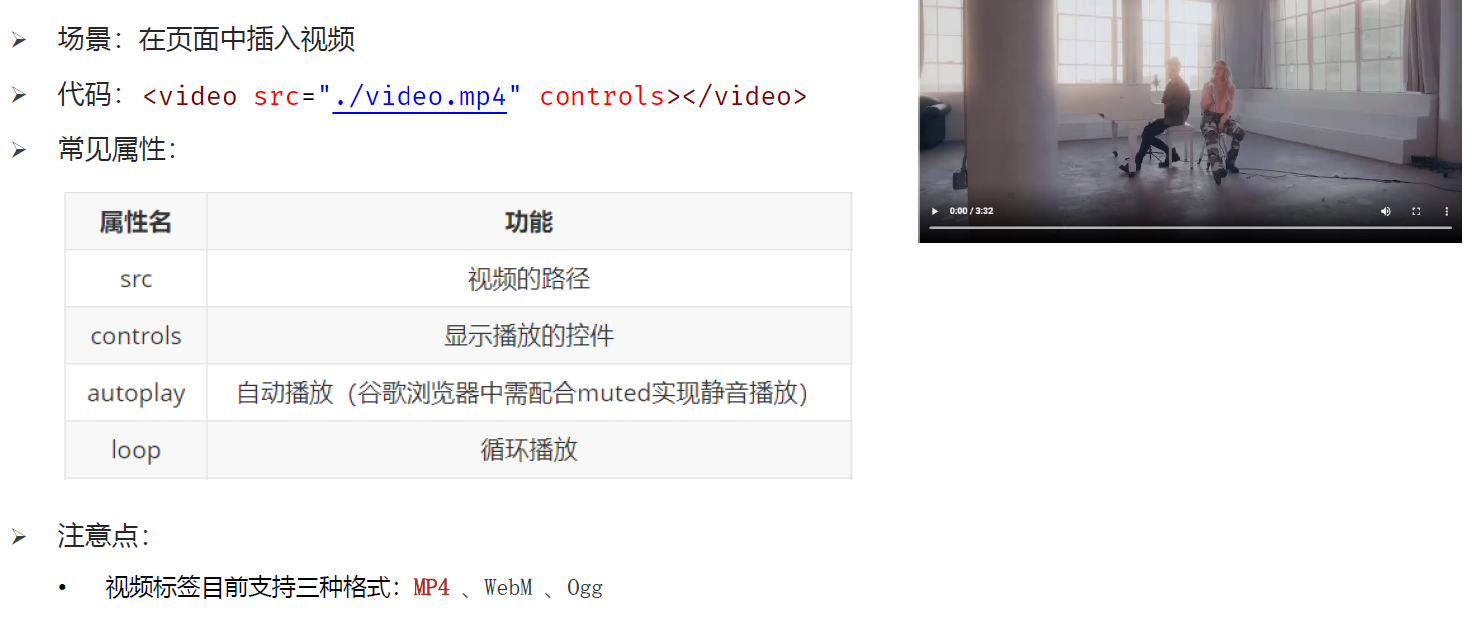 场景：在页面中插入视频
代码：<video src="./video.mp4" controls></video>
常见属性：
属性名 功能
src 视频的路径
controls 显示播放的控件
autoplay 自动播放（谷歌浏览器中需配合muted实现静音播放）
loop 循环播放
注意点：
视频标签目前支持三种格式：MP4 、WebM 、Ogg
0:00 / 3:32